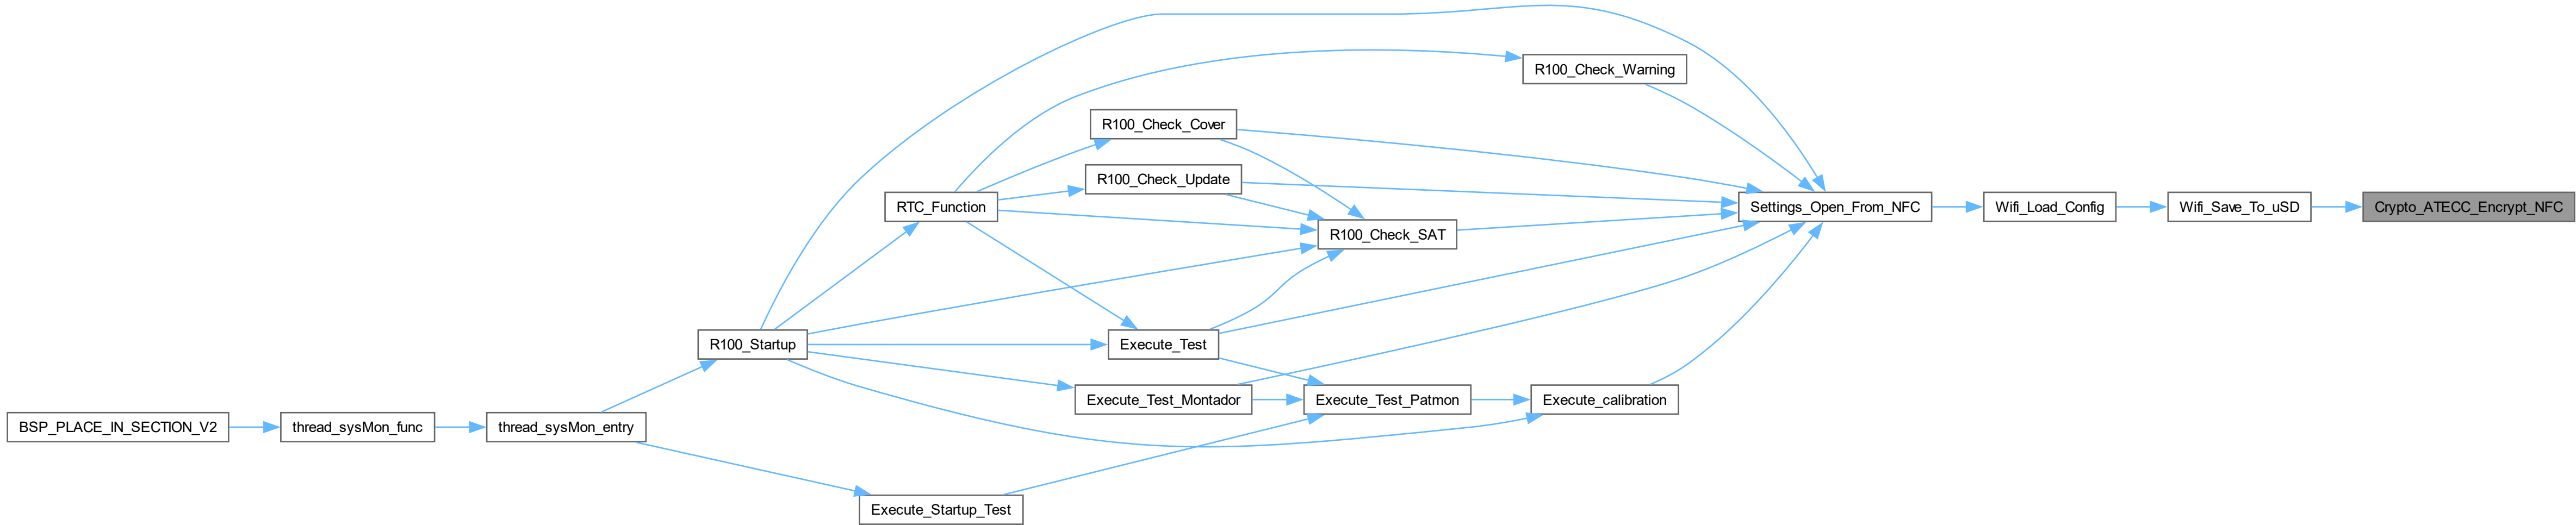 R100_Check_Warning
R100_Check_Cover
R100_Check_Update
RTC_Function
Settings_Open_From_NFC
Wifi_Load_Config
Wifi_Save_To_uSD
Crypto_ATECC_Encrypt_NFC
R100_Check_SAT
R100_Startup
Execute_Test
Execute_Test_Montador
Execute_Test_Patmon
Execute_calibration
BSP_PLACE_IN_SECTION_V2
thread_sysMon_func
thread_sysMon_entry
Execute_Startup_Test